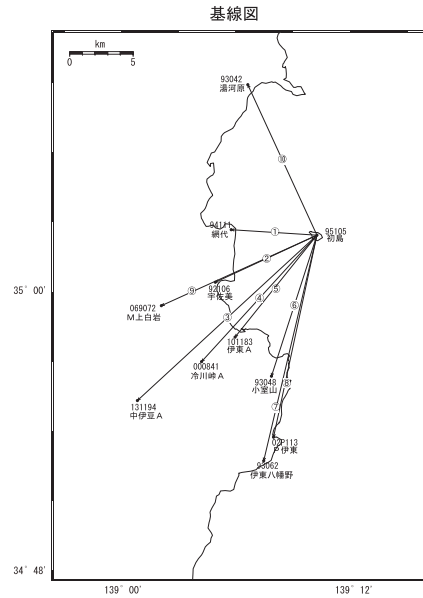 基線図
km
0 5
93042
湯河原
⑩
94111
網代
①
95105
初島
②
⑨
92106
宇佐美
⑤
④
⑥
35° 00'
069072
M上白岩
③
101183
伊東A
000841
冷川峠A
93048
小室山
⑧
131194
中伊豆A
⑦
02P113
P伊東
93062
伊東八幡野
34° 48'
139° 00'
139° 12'